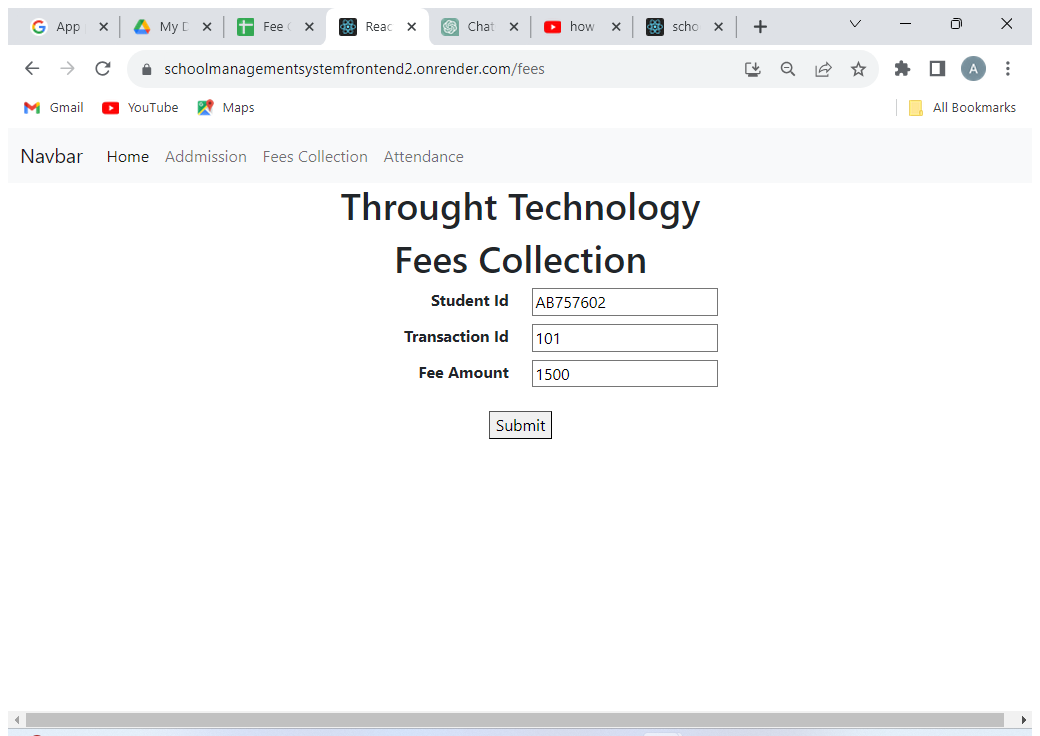 App
My D
Fee C
Reac
Chat
how
scho
schoolmanagementsystemfrontend2.onrender.com/fees
A
Gmail
YouTube
Maps
All Bookmarks
Navbar Home Addmission Fees Collection Attendance
Throught Technology
Fees Collection
Student Id AB757602
Transaction Id 101
Fee Amount 1500
Submit